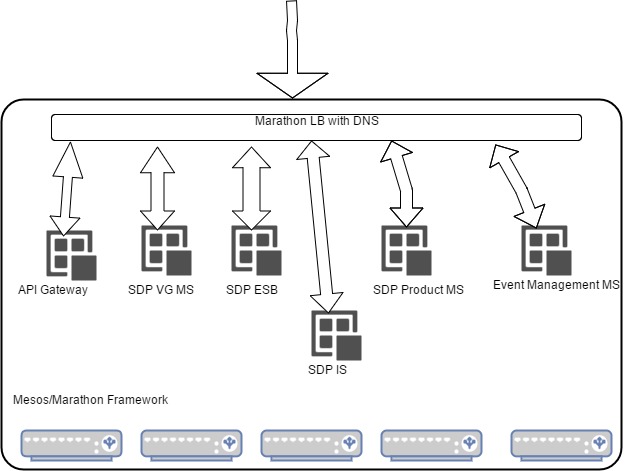 Marathon LB with DNS
API Gateway
SDP VG MS
SDP ESB
SDP Product MS
Event Management MS
SDP IS
Mesos/Marathon Framework